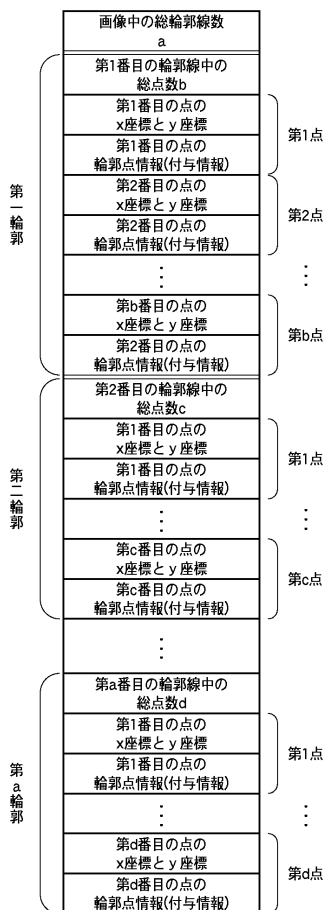 画像中の総輪郭線数
a
第1番目の輪郭線中の
総点数b
第1番目の点の
x座標とy座標
第1番目の点の
輪郭点情報(付与情報)
第1点
第2番目の点の
x座標とy座標
第2番目の点の
輪郭点情報(付与情報)
第2点
⋮
⋮
第b番目の点の
x座標とy座標
第2番目の点の
輪郭点情報(付与情報)
第b点
第一輪郭
第2番目の輪郭線中の
総点数c
第1番目の点の
x座標とy座標
第1番目の点の
輪郭点情報(付与情報)
第1点
⋮
⋮
第c番目の点の
x座標とy座標
第c番目の点の
輪郭点情報(付与情報)
第c点
第二輪郭
⋮
第a番目の輪郭線中の
総点数d
第1番目の点の
x座標とy座標
第1番目の点の
輪郭点情報(付与情報)
第1点
⋮
⋮
第d番目の点の
x座標とy座標
第d番目の点の
輪郭点情報(付与情報)
第d点
第a輪郭